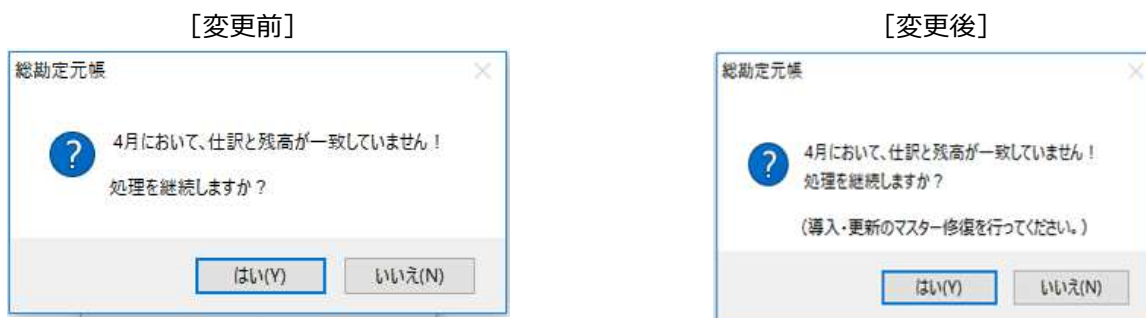 ［変更前］
総勘定元帳
4月において、仕訳と残高が一致していません！
処理を継続しますか？
はい(Y)
いいえ(N)
［変更後］
総勘定元帳
4月において、仕訳と残高が一致していません！
処理を継続しますか？
（導入・更新のマスター修復を行ってください。）
はい(Y)
いいえ(N)